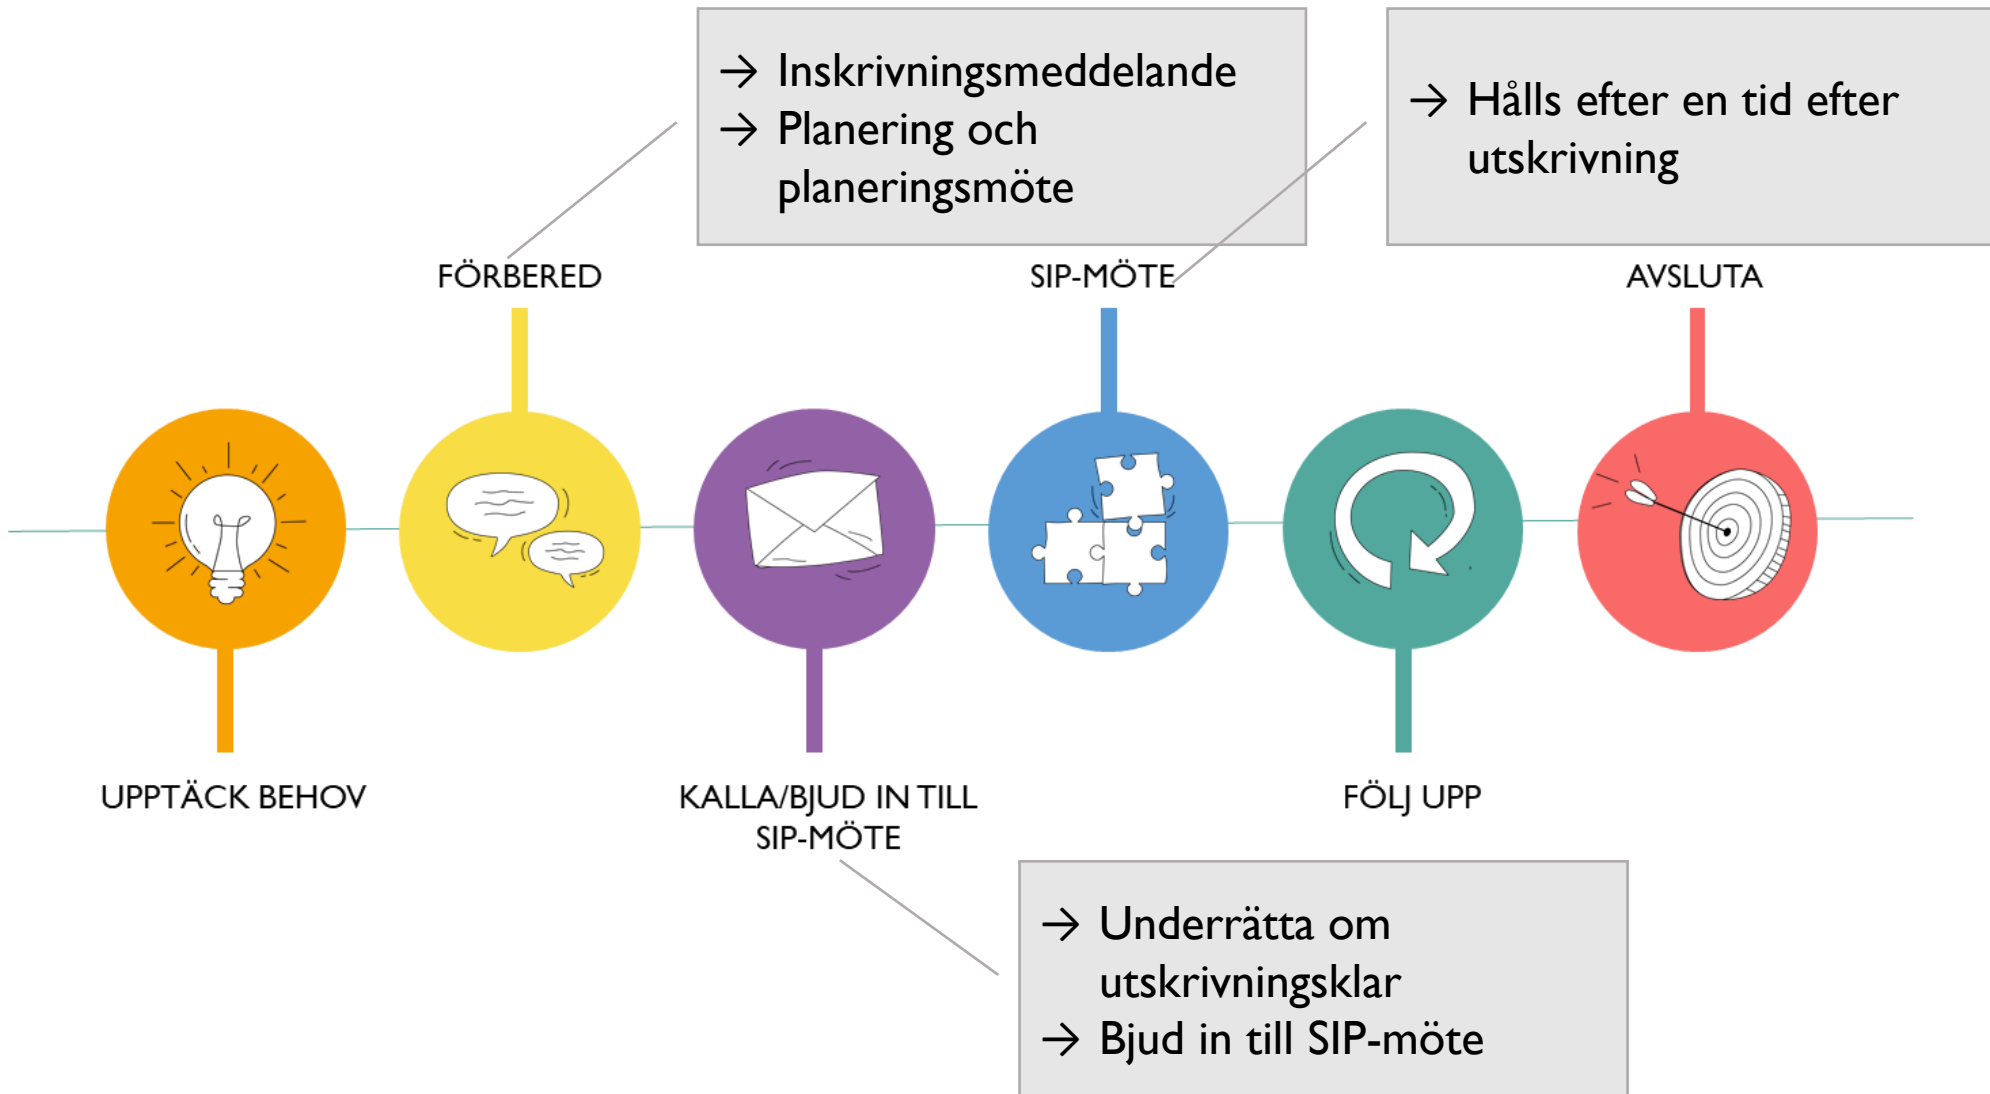 → Inskrivningsmeddelande
→ Planering och
planeringsmöte
→ Hålls efter en tid efter
utskrivning
FÖRBERED
SIP-MÖTE
AVSLUTA
UPPTÄCK BEHOV
KALLA/BJUD IN TILL
SIP-MÖTE
FÖLJ UPP
→ Underrätta om
utskrivningsklar
→ Bjud in till SIP-möte